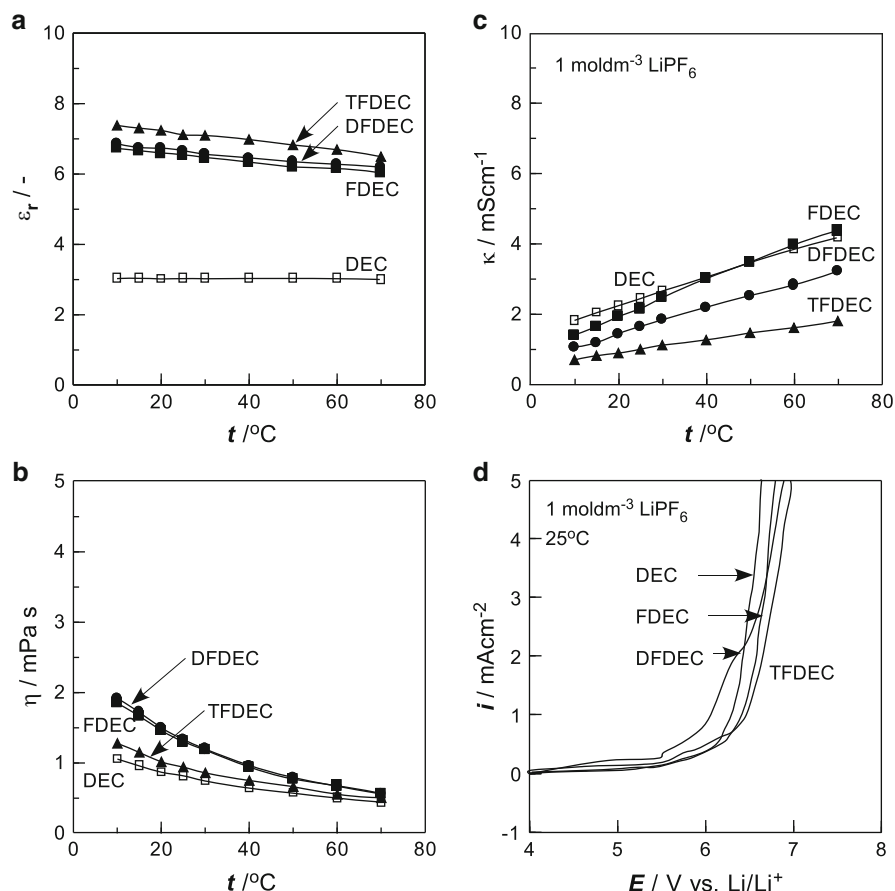 a
10
8
6
4
2
0
εr / -
TFDEC
DFDEC
FDEC
DEC
0 20 40 60 80
t /°C
c
10
8
6
4
2
0
κ / mScm-1
1 moldm-3 LiPF6
FDEC
DEC
DFDEC
TFDEC
0 20 40 60 80
t /°C
b
5
4
3
2
1
0
η / mPa s
DFDEC
TFDEC
FDEC
DEC
0 20 40 60 80
t /°C
d
5
4
3
2
1
0
-1
i / mAcm-2
1 moldm-3 LiPF6
25°C
DEC
FDEC
DFDEC
TFDEC
4 5 6 7 8
E / V vs. Li/Li+